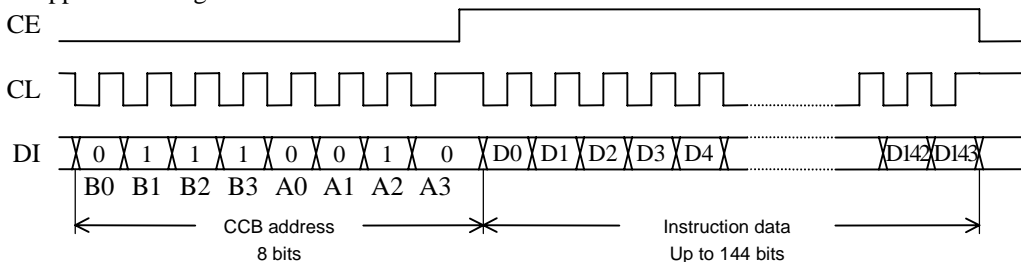 CE
CL
DI 0 1 1 1 0 0 1 0 D0 D1 D2 D3 D4 D142 D143
B0 B1 B2 B3 A0 A1 A2 A3
CCB address Instruction data
8 bits Up to 144 bits